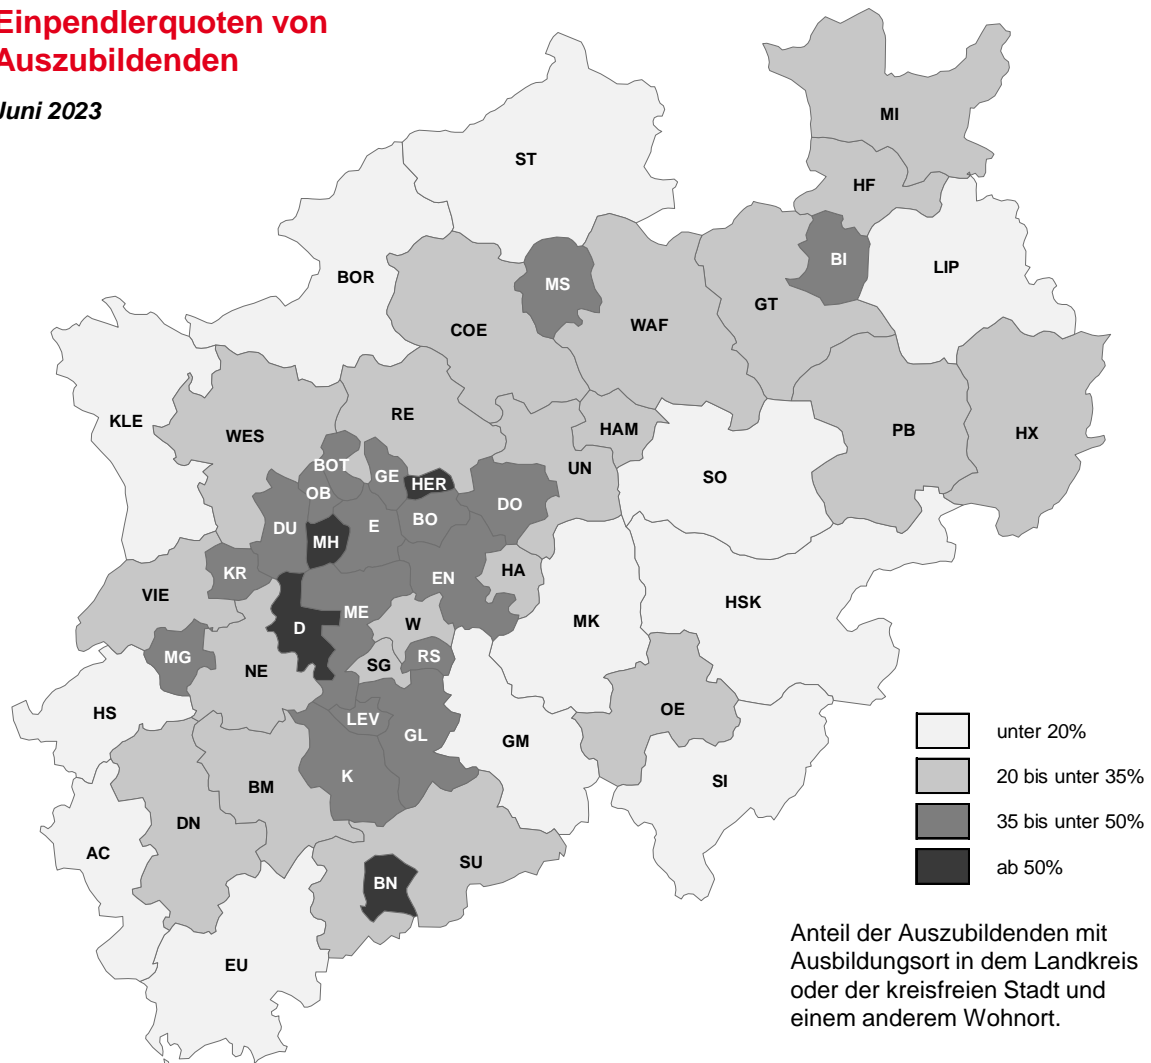 Einpendlerquoten von
Auszubildenden
Juni 2023
MI
ST
HF
BI
LIP
BOR
MS
GT
WAF
COE
KLE
RE
WES
HAM
PB
HX
BOT
UN
GE
HER
SO
OB
DO
DU
E
BO
MH
KR
EN
HA
VIE
HSK
ME
MK
D
W
MG
RS
SG
NE
HS
OE
LEV
GL
GM
K
SI
BM
DN
AC
SU
BN
EU
unter 20%
20 bis unter 35%
35 bis unter 50%
ab 50%
Anteil der Auszubildenden mit
Ausbildungsort in dem Landkreis
oder der kreisfreien Stadt und
einem anderem Wohnort.